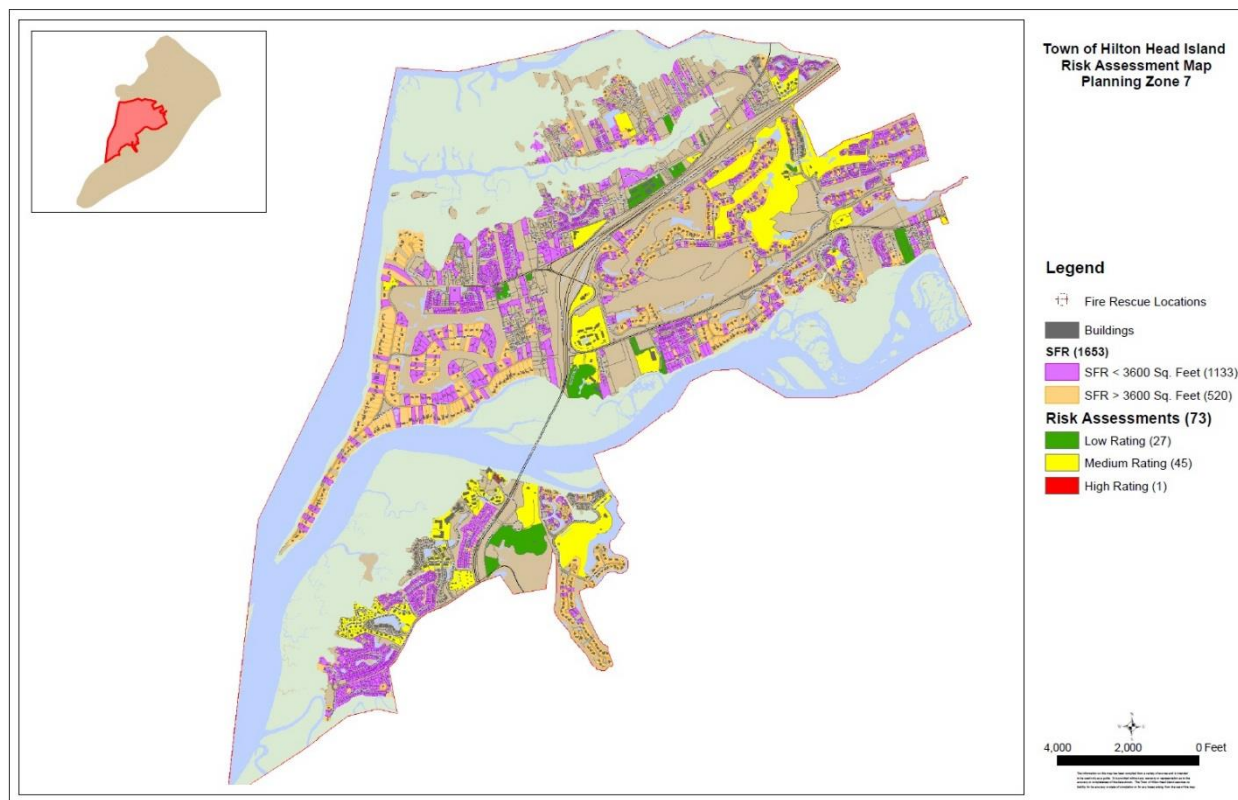 Town of Hilton Head Island
Risk Assessment Map
Planning Zone 7
Legend
Fire Rescue Locations
Buildings
SFR (1653)
SFR < 3600 Sq. Feet (1133)
SFR > 3600 Sq. Feet (520)
Risk Assessments (73)
Low Rating (27)
Medium Rating (45)
High Rating (1)
4,000 2,000 0 Feet